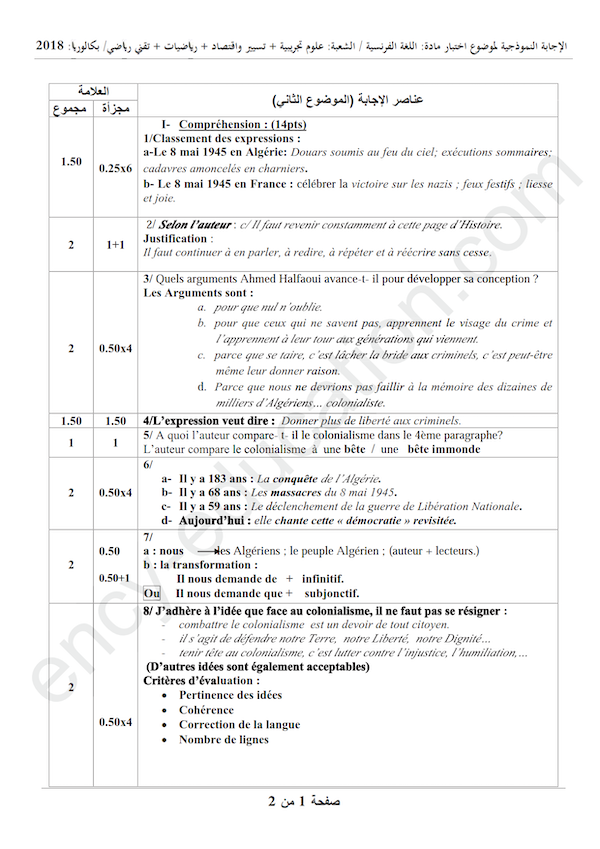 الإجابة النموذجية لموضوع اختبار مادة: اللغة الفرنسية / الشعبة: علوم تجريبية + تسيير واقتصاد + رياضيات + تقني رياضي/ بكالوريا: 2018
العلامة
عناصر الإجابة (الموضوع الثاني)
مجموع مجزأة
I- Compréhension : (14pts)
1/Classement des expressions :
a-Le 8 mai 1945 en Algérie: Douars soumis au feu du ciel; exécutions sommaires;
cadavres amoncelés en charniers.
b- Le 8 mai 1945 en France : célébrer la victoire sur les nazis ; feux festifs ; liesse
et joie.
1.50 0.25x6
2/ Selon l'auteur : c/ Il faut revenir constamment à cette page d'Histoire.
Justification :
Il faut continuer à en parler, à redire, à répéter et à réécrire sans cesse.
2 1+1
3/ Quels arguments Ahmed Halfaoui avance-t- il pour développer sa conception ?
Les Arguments sont :
a. pour que nul n'oublie.
b. pour que ceux qui ne savent pas, apprennent le visage du crime et
l'apprennent à leur tour aux générations qui viennent.
c. parce que se taire, c'est lâcher la bride aux criminels, c'est peut-être
même leur donner raison.
d. Parce que nous ne devrions pas faillir à la mémoire des dizaines de
milliers d'Algériens… colonialiste.
2 0.50x4
1.50 1.50 4/L'expression veut dire : Donner plus de liberté aux criminels.
5/ A quoi l'auteur compare- t- il le colonialisme dans le 4ème paragraphe?
L'auteur compare le colonialisme à une bête / une bête immonde
1 1
6/
a- Il y a 183 ans : La conquête de l'Algérie.
b- Il y a 68 ans : Les massacres du 8 mai 1945.
c- Il y a 59 ans : Le déclenchement de la guerre de Libération Nationale.
d- Aujourd'hui : elle chante cette « démocratie » revisitée.
2 0.50x4
7/
a : nous → les Algériens ; le peuple Algérien ; (auteur + lecteurs.)
b : la transformation :
Il nous demande de + infinitif.
Ou Il nous demande que + subjonctif.
2 0.50
0.50+1
8/ J'adhère à l'idée que face au colonialisme, il ne faut pas se résigner :
- combattre le colonialisme est un devoir de tout citoyen.
- il s'agit de défendre notre Terre, notre Liberté, notre Dignité…
- tenir tête au colonialisme, c'est lutter contre l'injustice, l'humiliation,…
(D'autres idées sont également acceptables)
Critères d'évaluation :
• Pertinence des idées
• Cohérence
• Correction de la langue
• Nombre de lignes
2 0.50x4
صفحة 1 من 2
ency-education.com